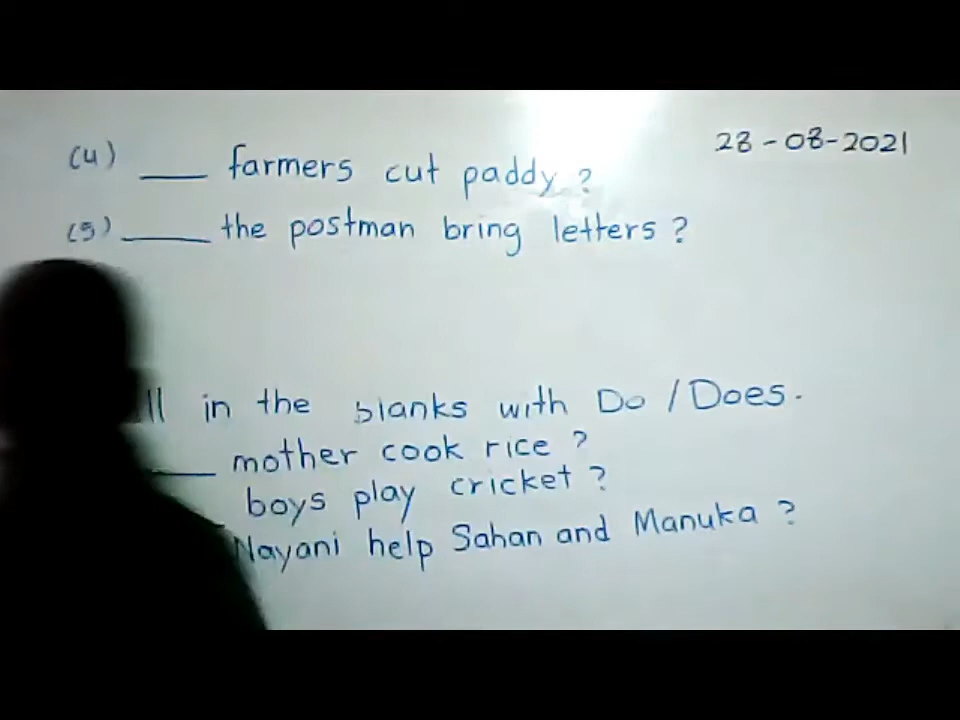 28-08-2021
(4) ___ farmers cut paddy ?
(5) ____ the postman bring letters ?
ll in the blanks with Do / Does.
___ mother cook rice ?
boys play cricket ?
Nayani help Sahan and Manuka ?